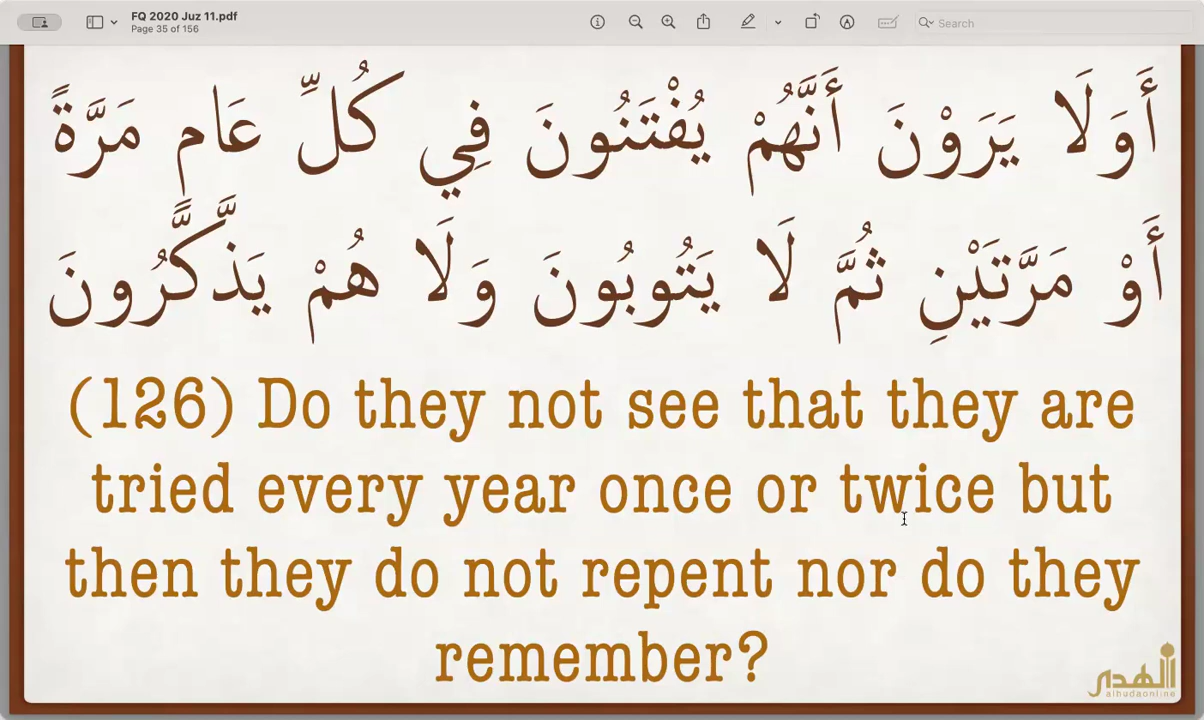 FQ 2020 Juz 11.pdf
Page 35 of 156
Search
أَوَلَا يَرَوْنَ أَنَّهُمْ يُفْتَنُونَ فِي كُلِّ عَام مَرَّةً
أَوْ مَرَّتَيْنِ ثُمَّ لَا يَتُوبُونَ وَلَا هُمْ يَذَّكَّرُونَ
(126) Do they not see that they are
tried every year once or twice but
then they do not repent nor do they
remember?
الهدى
alhudaonline